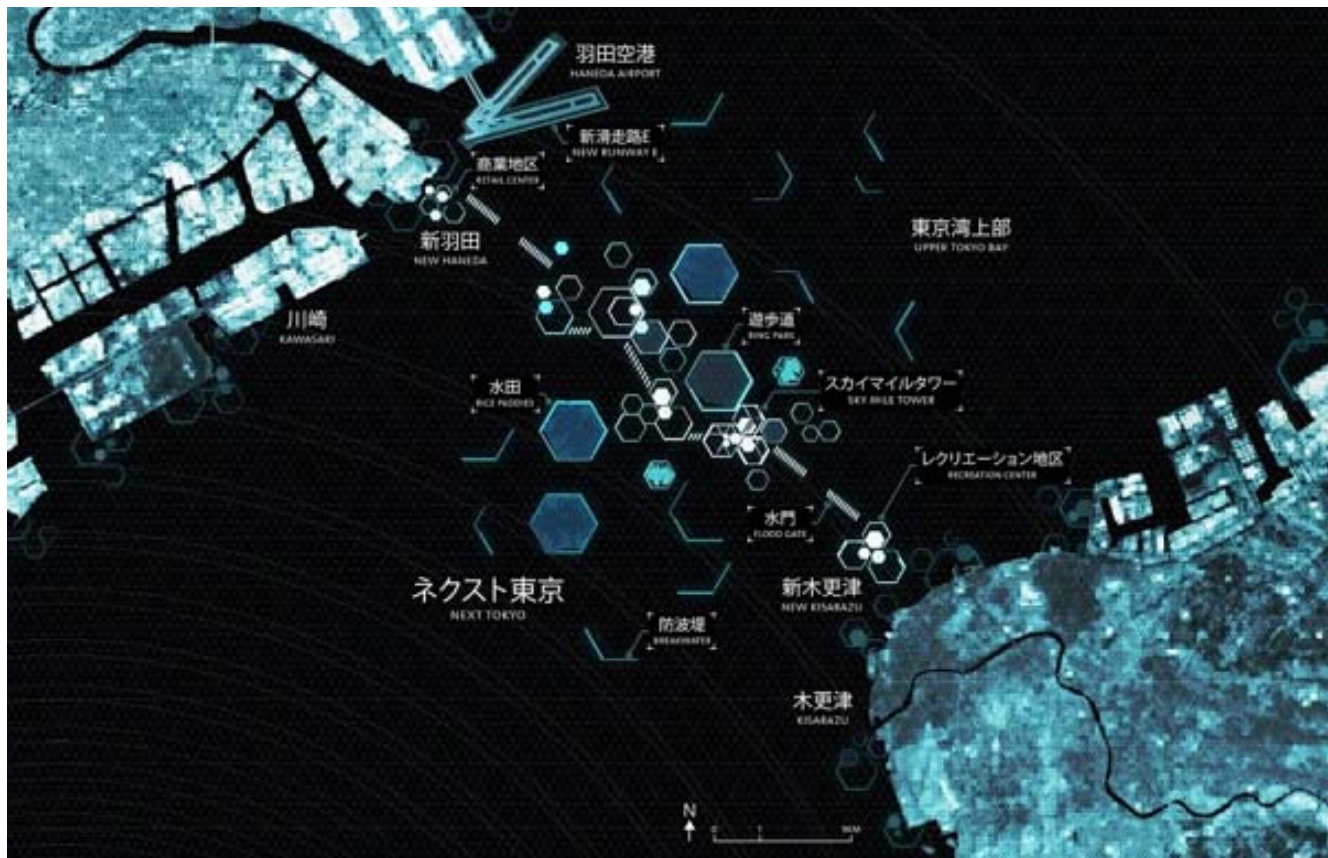 羽田空港
HANEDA AIRPORT
新滑走路E
NEW RUNWAY E
商業地区
RETAIL CENTER
東京湾上部
UPPER TOKYO BAY
新羽田
NEW HANEDA
川崎
KAWASAKI
遊歩道
RING PARK
水田
RICE PADDIES
スカイマイルタワー
SKY MILE TOWER
レクリエーション地区
RECREATION CENTER
水門
FLOOD GATE
ネクスト東京
NEXT TOKYO
新木更津
NEW KISARAZU
防波堤
BREAKWATER
木更津
KISARAZU
N
0 1